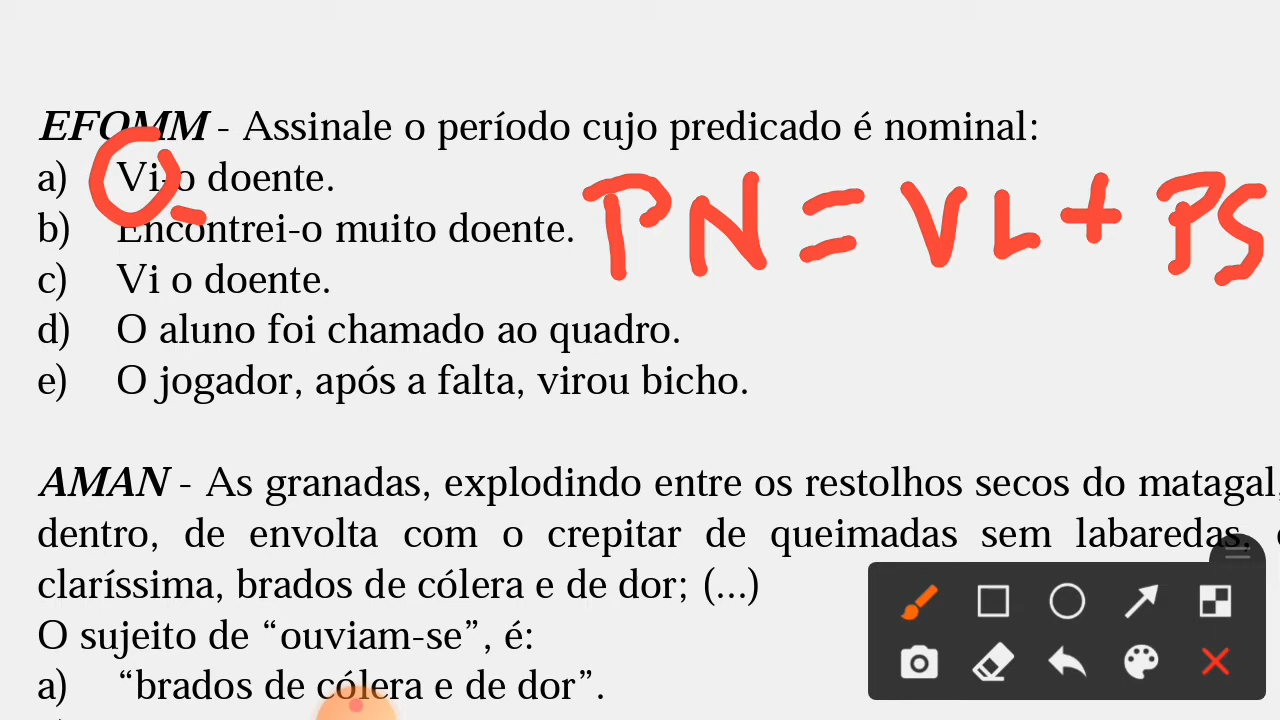 EFOMM - Assinale o período cujo predicado é nominal:
a) Vi-o doente.
PN = VL + PS
b) Encontrei-o muito doente.
c) Vi o doente.
d) O aluno foi chamado ao quadro.
e) O jogador, após a falta, virou bicho.
AMAN - As granadas, explodindo entre os restolhos secos do matagal,
dentro, de envolta com o crepitar de queimadas sem labaredas,
claríssima, brados de cólera e de dor; (...)
O sujeito de “ouviam-se”, é:
a) “brados de cólera e de dor”.